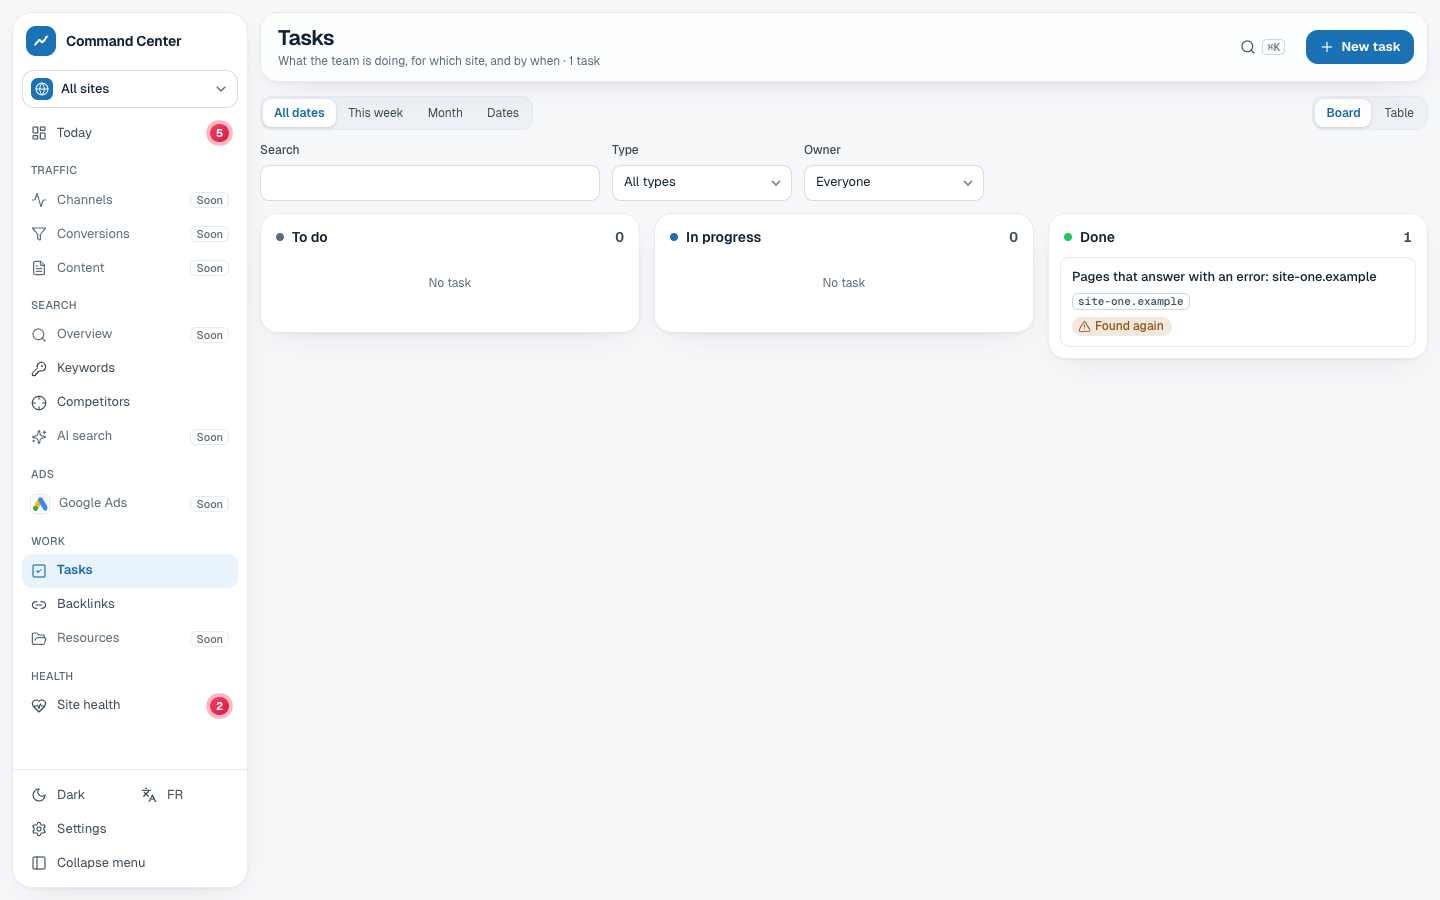 Command Center
All sites
Today 5
TRAFFIC
Channels Soon
Conversions Soon
Content Soon
SEARCH
Overview Soon
Keywords
Competitors
AI search Soon
ADS
Google Ads Soon
WORK
Tasks
Backlinks
Resources Soon
HEALTH
Site health 2
Dark FR
Settings
Collapse menu
Tasks
What the team is doing, for which site, and by when · 1 task
⌘K
New task
All dates This week Month Dates
Board Table
Search Type Owner
All types Everyone
To do 0
No task
In progress 0
No task
Done 1
Pages that answer with an error: site-one.example
site-one.example
Found again